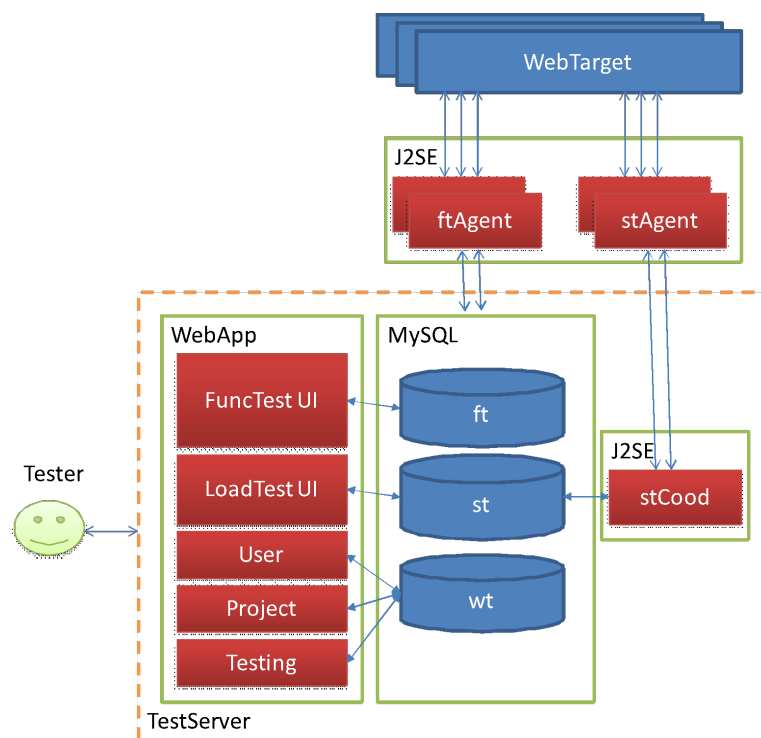 WebTarget
J2SE
ftAgent
stAgent
WebApp
MySQL
FuncTest UI
ft
J2SE
Tester
LoadTest UI
st
stCood
User
wt
Project
Testing
TestServer